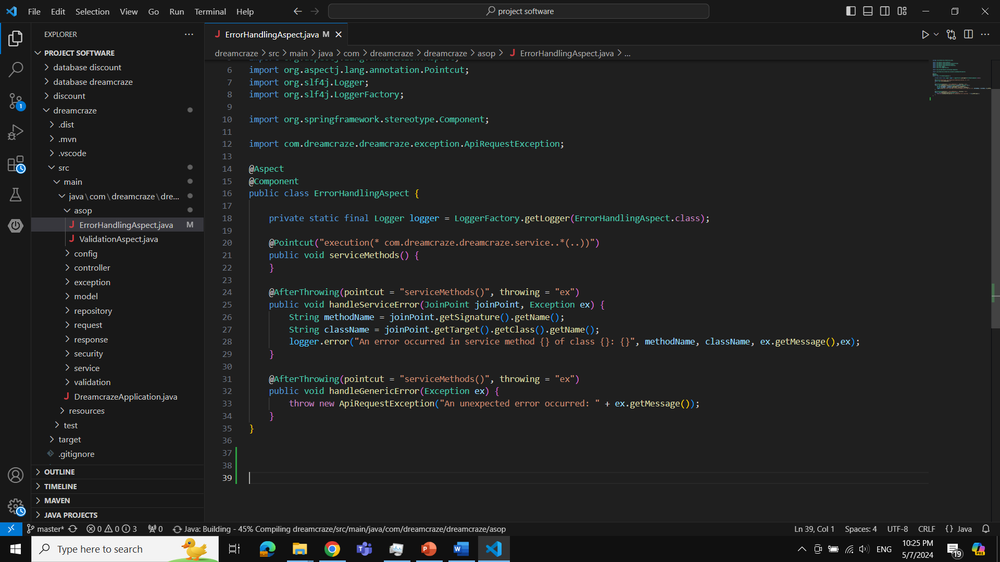 File Edit Selection View Go Run Terminal Help
project software
EXPLORER
PROJECT SOFTWARE
database discount
database dreamcraze
discount
dreamcraze
.dist
.mvn
.vscode
src
main
java\com\dreamcraze\dre...
asop
ErrorHandlingAspect.java M
ValidationAspect.java
config
controller
exception
model
repository
request
response
security
service
validation
DreamcrazeApplication.java
resources
test
target
.gitignore
OUTLINE
TIMELINE
MAVEN
JAVA PROJECTS
1
J ErrorHandlingAspect.java M
dreamcraze > src > main > java > com > dreamcraze > dreamcraze > asop > J ErrorHandlingAspect.java > ...
6 import org.aspectj.lang.annotation.Pointcut;
7 import org.slf4j.Logger;
8 import org.slf4j.LoggerFactory;
9
10 import org.springframework.stereotype.Component;
11
12 import com.dreamcraze.dreamcraze.exception.ApiRequestException;
13
14 @Aspect
15 @Component
16 public class ErrorHandlingAspect {
17
18 private static final Logger logger = LoggerFactory.getLogger(ErrorHandlingAspect.class);
19
20 @Pointcut("execution(* com.dreamcraze.dreamcraze.service..*(..))")
21 public void serviceMethods() {
22 }
23
24 @AfterThrowing(pointcut = "serviceMethods()", throwing = "ex")
25 public void handleServiceError(JoinPoint joinPoint, Exception ex) {
26 String methodName = joinPoint.getSignature().getName();
27 String className = joinPoint.getTarget().getClass().getName();
28 logger.error("An error occurred in service method {} of class {}: {}", methodName, className, ex.getMessage(),ex);
29 }
30
31 @AfterThrowing(pointcut = "serviceMethods()", throwing = "ex")
32 public void handleGenericError(Exception ex) {
33 throw new ApiRequestException("An unexpected error occurred: " + ex.getMessage());
34 }
35 }
36
37
38
39
master* 0 0 3 0 Java: Building - 45% Compiling dreamcraze/src/main/java/com/dreamcraze/dreamcraze/asop
Ln 39, Col 1 Spaces: 4 UTF-8 CRLF {} Java
Type here to search
ENG
10:25 PM
5/7/2024
19
PRE